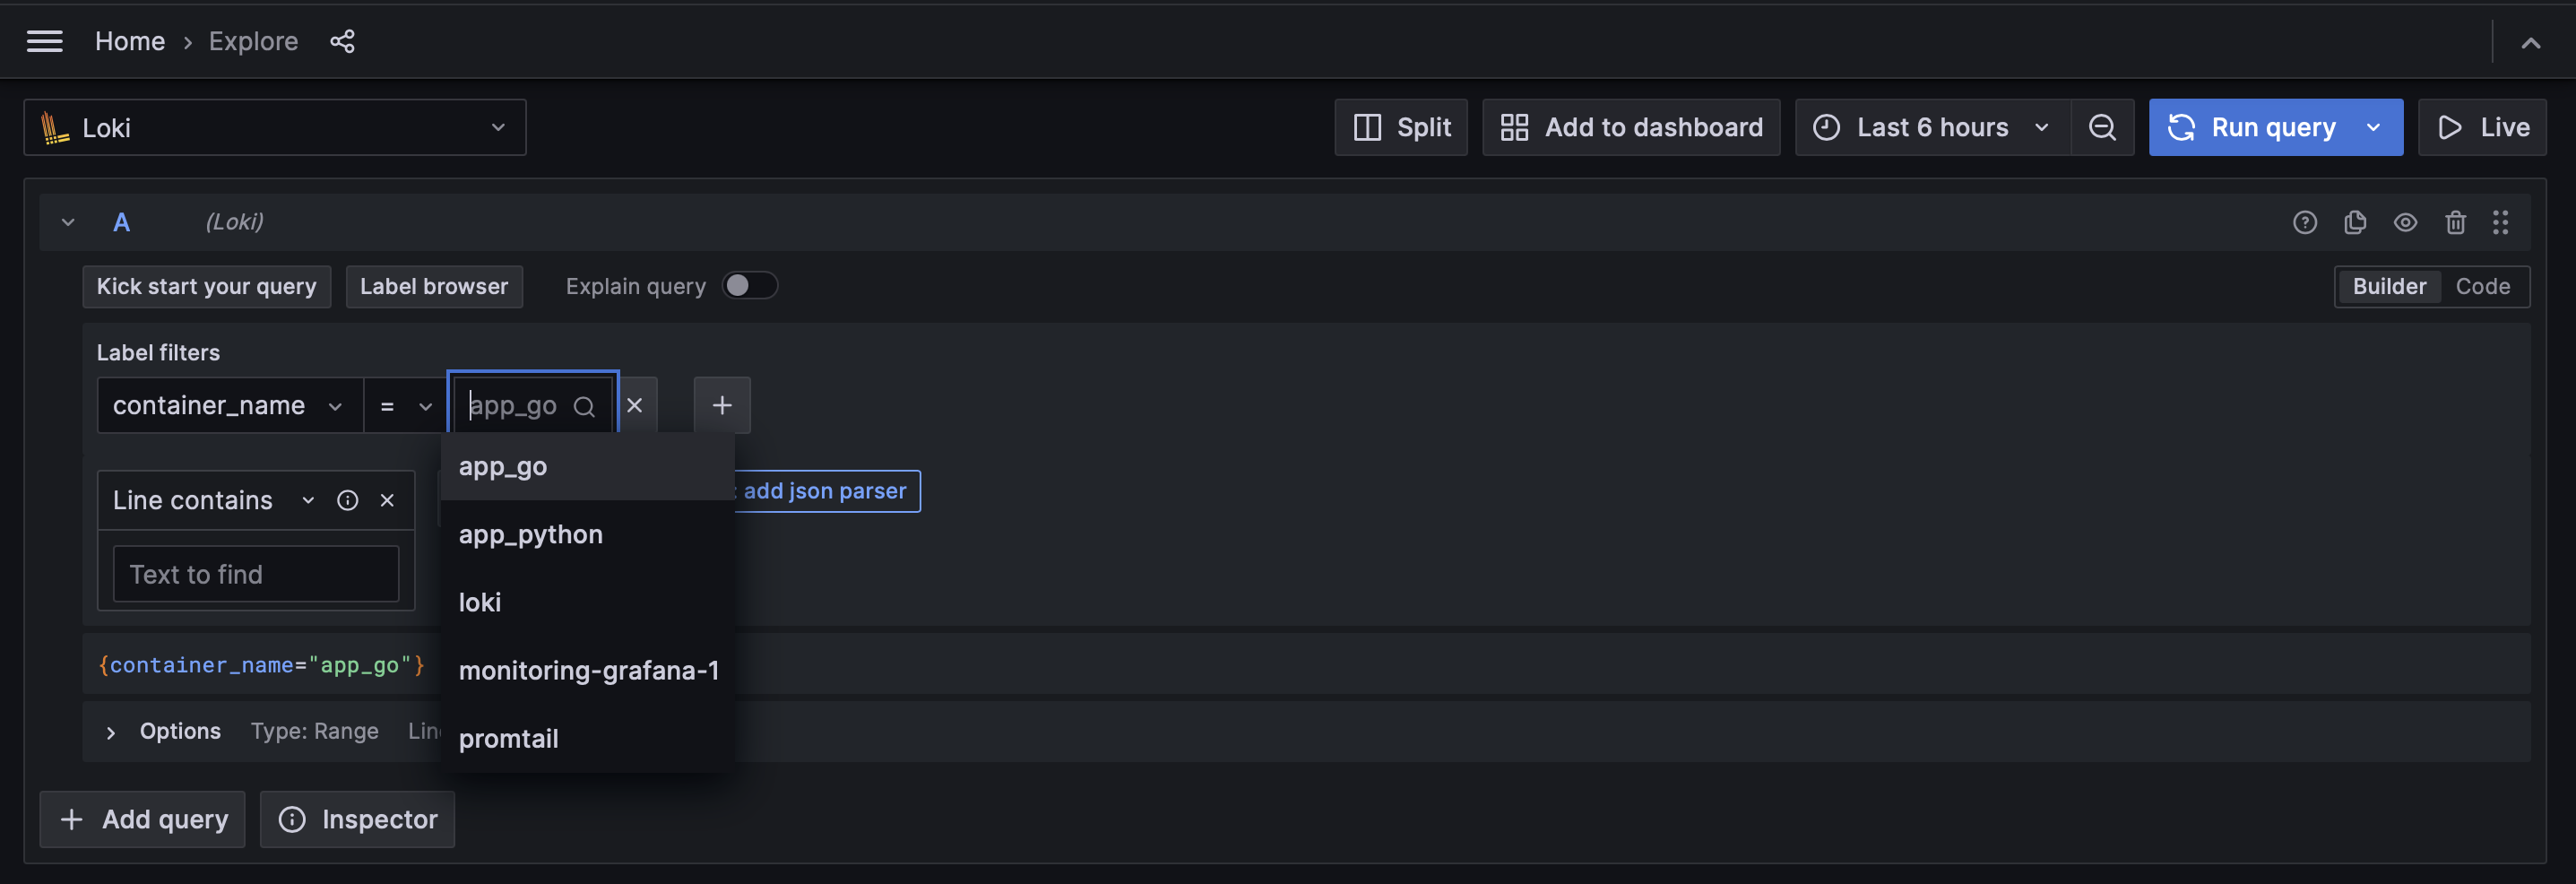 Home › Explore
Loki
Split
Add to dashboard
Last 6 hours
Run query
Live
A (Loki)
Kick start your query
Label browser
Explain query
Builder
Code
Label filters
container_name
=
app_go
app_go
app_python
loki
monitoring-grafana-1
promtail
Line contains
add json parser
Text to find
{container_name="app_go"}
Options Type: Range
Add query
Inspector